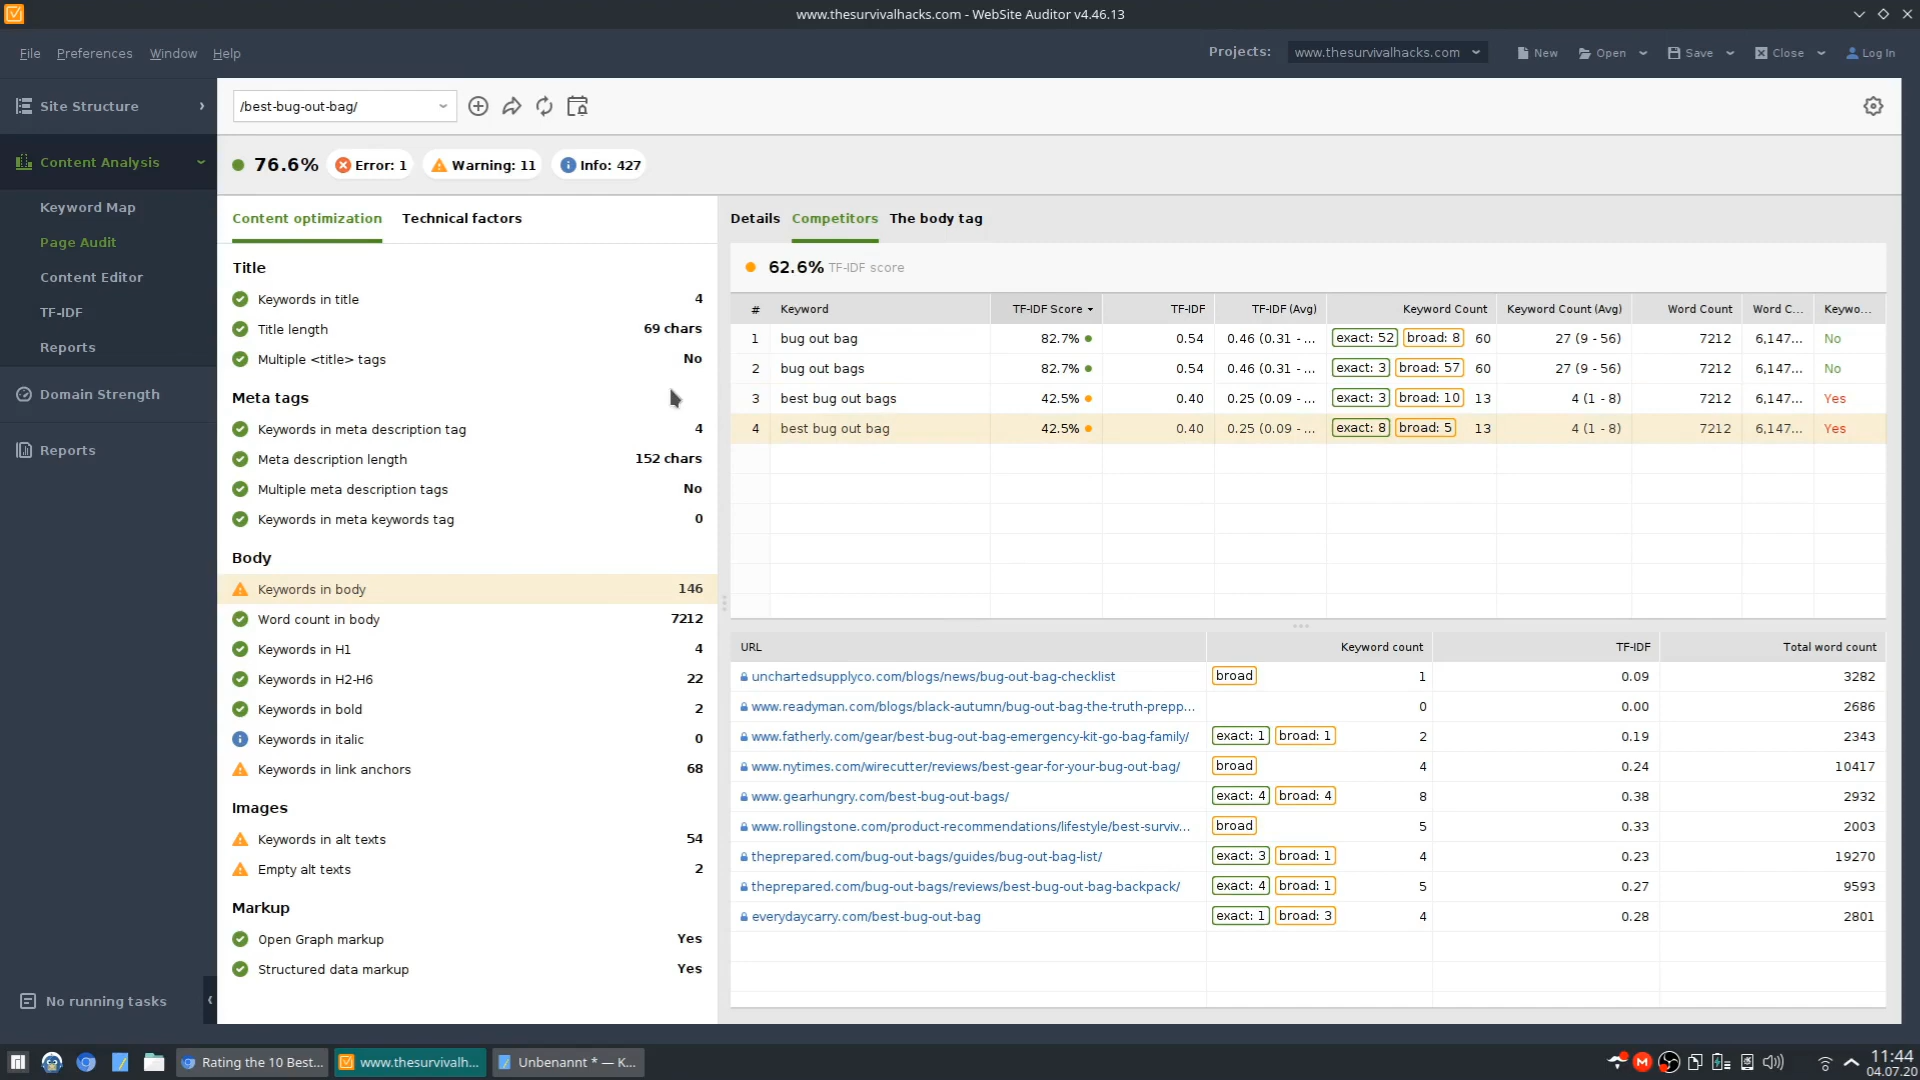 www.thesurvivalhacks.com - WebSite Auditor v4.46.13
File Preferences Window Help
Projects: www.thesurvivalhacks.com New Open Save Close Log In
Site Structure
Content Analysis
Keyword Map
Page Audit
Content Editor
TF-IDF
Reports
Domain Strength
Reports
No running tasks
/best-bug-out-bag/
76.6% Error: 1 Warning: 11 Info: 427
Content optimization Technical factors
Title
Keywords in title 4
Title length 69 chars
Multiple <title> tags No
Meta tags
Keywords in meta description tag 4
Meta description length 152 chars
Multiple meta description tags No
Keywords in meta keywords tag 0
Body
Keywords in body 146
Word count in body 7212
Keywords in H1 4
Keywords in H2-H6 22
Keywords in bold 2
Keywords in italic 0
Keywords in link anchors 68
Images
Keywords in alt texts 54
Empty alt texts 2
Markup
Open Graph markup Yes
Structured data markup Yes
Details Competitors The body tag
62.6% TF-IDF score
# Keyword TF-IDF Score TF-IDF TF-IDF (Avg) Keyword Count Keyword Count (Avg) Word Count Word C... Keywo...
1 bug out bag 82.7% 0.54 0.46 (0.31 - ... exact: 52 broad: 8 60 27 (9 - 56) 7212 6,147... No
2 bug out bags 82.7% 0.54 0.46 (0.31 - ... exact: 3 broad: 57 60 27 (9 - 56) 7212 6,147... No
3 best bug out bags 42.5% 0.40 0.25 (0.09 - ... exact: 3 broad: 10 13 4 (1 - 8) 7212 6,147... Yes
4 best bug out bag 42.5% 0.40 0.25 (0.09 - ... exact: 8 broad: 5 13 4 (1 - 8) 7212 6,147... Yes
URL Keyword count TF-IDF Total word count
unchartedsupplyco.com/blogs/news/bug-out-bag-checklist broad 1 0.09 3282
www.readyman.com/blogs/black-autumn/bug-out-bag-the-truth-prepp... 0 0.00 2686
www.fatherly.com/gear/best-bug-out-bag-emergency-kit-go-bag-family/ exact: 1 broad: 1 2 0.19 2343
www.nytimes.com/wirecutter/reviews/best-gear-for-your-bug-out-bag/ broad 4 0.24 10417
www.gearhungry.com/best-bug-out-bags/ exact: 4 broad: 4 8 0.38 2932
www.rollingstone.com/product-recommendations/lifestyle/best-surviv... broad 5 0.33 2003
theprepared.com/bug-out-bags/guides/bug-out-bag-list/ exact: 3 broad: 1 4 0.23 19270
theprepared.com/bug-out-bags/reviews/best-bug-out-bag-backpack/ exact: 4 broad: 1 5 0.27 9593
everydaycarry.com/best-bug-out-bag exact: 1 broad: 3 4 0.28 2801
Rating the 10 Best... www.thesurvivalh... Unbenannt * — K...
11:44
04.07.20